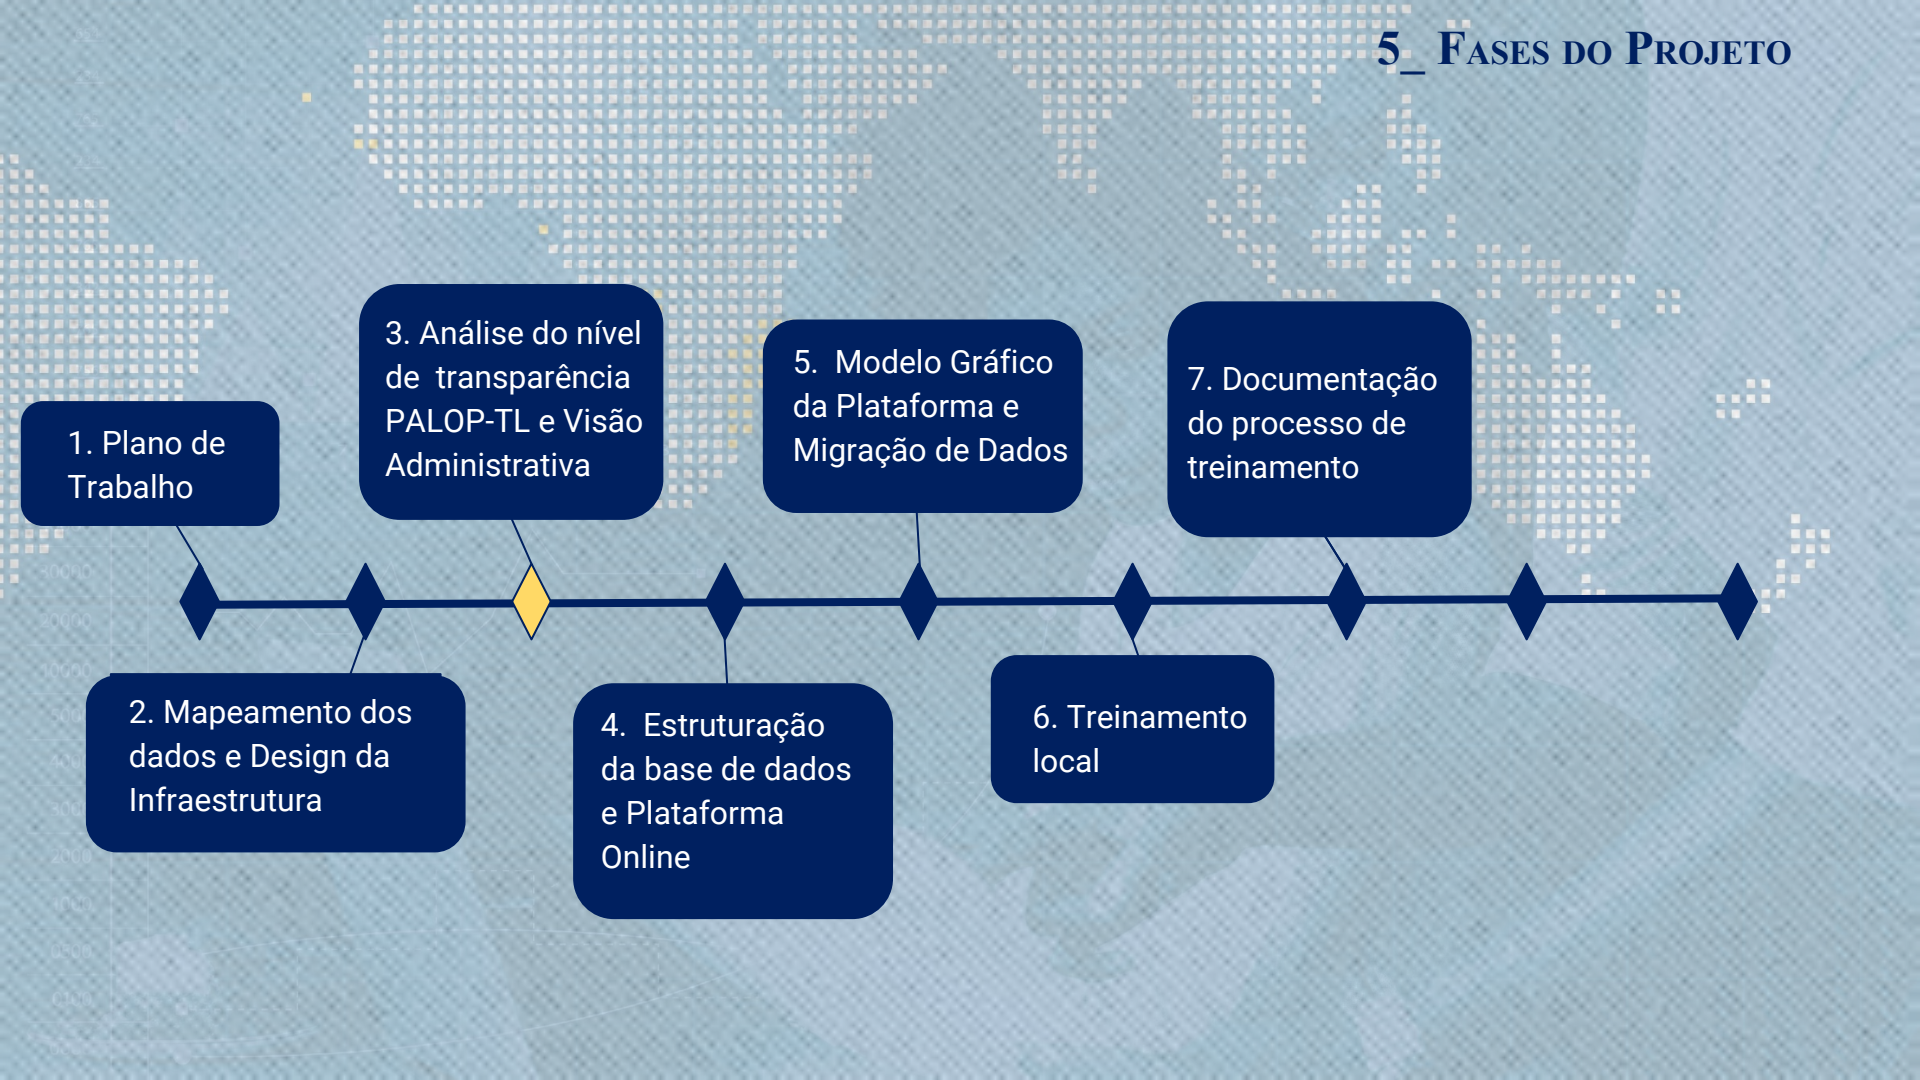 5_ Fases do Projeto
1. Plano de
Trabalho
2. Mapeamento dos
dados e Design da
Infraestrutura
3. Análise do nível
de  transparência
PALOP-TL e Visão
Administrativa
4.  Estruturação
da base de dados
e Plataforma
Online
5.  Modelo Gráfico
da Plataforma e
Migração de Dados
6. Treinamento
local
7. Documentação
do processo de
treinamento